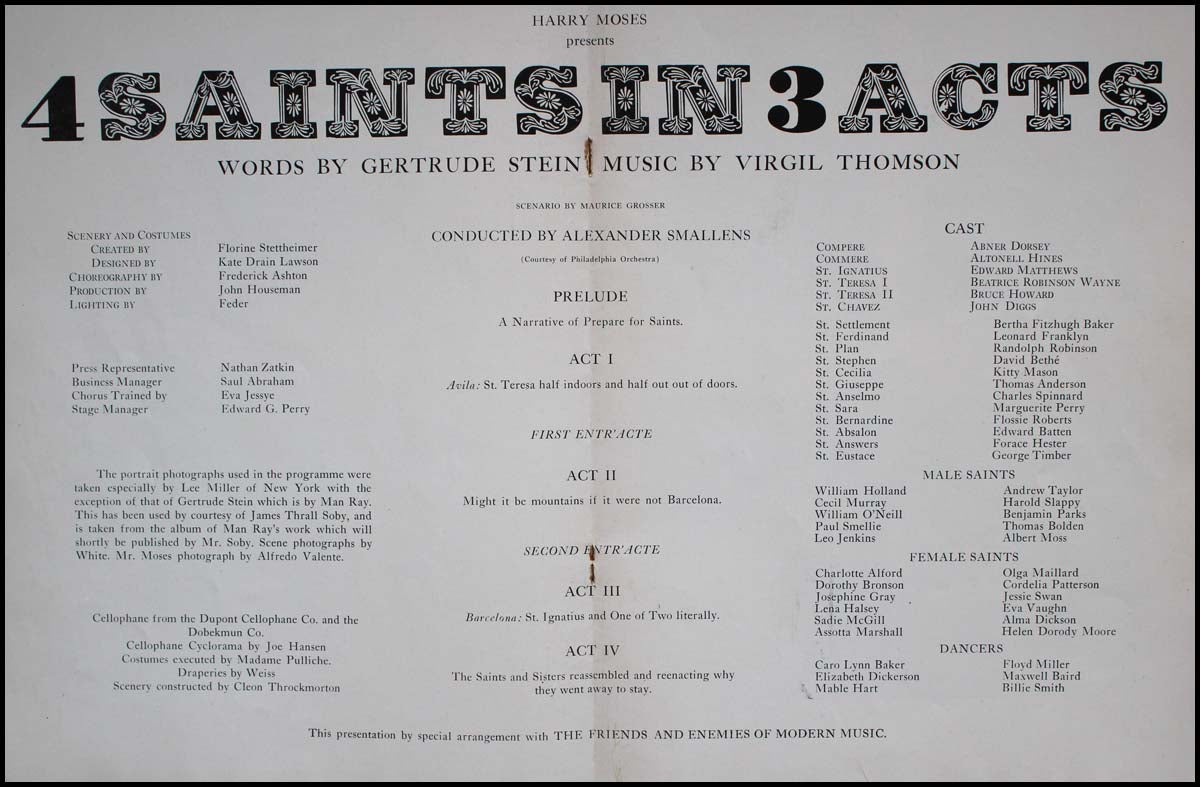 HARRY MOSES
presents
4 SAINTS IN 3 ACTS
WORDS BY GERTRUDE STEIN MUSIC BY VIRGIL THOMSON
SCENARIO BY MAURICE GROSSER
SCENERY AND COSTUMES
CREATED BY Florine Stettheimer
DESIGNED BY Kate Drain Lawson
CHOREOGRAPHY BY Frederick Ashton
PRODUCTION BY John Houseman
LIGHTING BY Feder
Press Representative Nathan Zatkin
Business Manager Saul Abraham
Chorus Trained by Eva Jessye
Stage Manager Edward G. Perry
The portrait photographs used in the programme were
taken especially by Lee Miller of New York with the
exception of that of Gertrude Stein which is by Man Ray.
This has been used by courtesy of James Thrall Soby, and
is taken from the album of Man Ray's work which will
shortly be published by Mr. Soby. Scene photographs by
White. Mr. Moses photograph by Alfredo Valente.
Cellophane from the Dupont Cellophane Co. and the
Dobekmun Co.
Cellophane Cyclorama by Joe Hansen
Costumes executed by Madame Pulliche.
Draperies by Weiss
Scenery constructed by Cleon Throckmorton
CONDUCTED BY ALEXANDER SMALLENS
(Courtesy of Philadelphia Orchestra)
PRELUDE
A Narrative of Prepare for Saints.
ACT I
Avila: St. Teresa half indoors and half out out of doors.
FIRST ENTR'ACTE
ACT II
Might it be mountains if it were not Barcelona.
SECOND ENTR'ACTE
ACT III
Barcelona: St. Ignatius and One of Two literally.
ACT IV
The Saints and Sisters reassembled and reenacting why
they went away to stay.
CAST
COMPERE ABNER DORSEY
COMMERE ALTONELL HINES
ST. IGNATIUS EDWARD MATTHEWS
ST. TERESA I BEATRICE ROBINSON WAYNE
ST. TERESA II BRUCE HOWARD
ST. CHAVEZ JOHN DIGGS
St. Settlement Bertha Fitzhugh Baker
St. Ferdinand Leonard Franklyn
St. Plan Randolph Robinson
St. Stephen David Bethé
St. Cecilia Kitty Mason
St. Giuseppe Thomas Anderson
St. Anselmo Charles Spinnard
St. Sara Marguerite Perry
St. Bernardine Flossie Roberts
St. Absalon Edward Batten
St. Answers Forace Hester
St. Eustace George Timber
MALE SAINTS
William Holland Andrew Taylor
Cecil Murray Harold Slappy
William O'Neill Benjamin Parks
Paul Smellie Thomas Bolden
Leo Jenkins Albert Moss
FEMALE SAINTS
Charlotte Alford Olga Maillard
Dorothy Bronson Cordelia Patterson
Josephine Gray Jessie Swan
Lena Halsey Eva Vaughn
Sadie McGill Alma Dickson
Assotta Marshall Helen Dorody Moore
DANCERS
Caro Lynn Baker Floyd Miller
Elizabeth Dickerson Maxwell Baird
Mable Hart Billie Smith
This presentation by special arrangement with THE FRIENDS AND ENEMIES OF MODERN MUSIC.